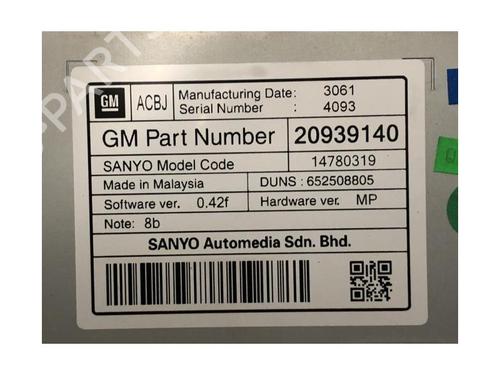 GM ACBJ Manufacturing Date: 3061
Serial Number : 4093
GM Part Number 20939140
SANYO Model Code 14780319
Made in Malaysia DUNS : 652508805
Software ver. 0.42f Hardware ver. MP
Note: 8b
SANYO Automedia Sdn. Bhd.